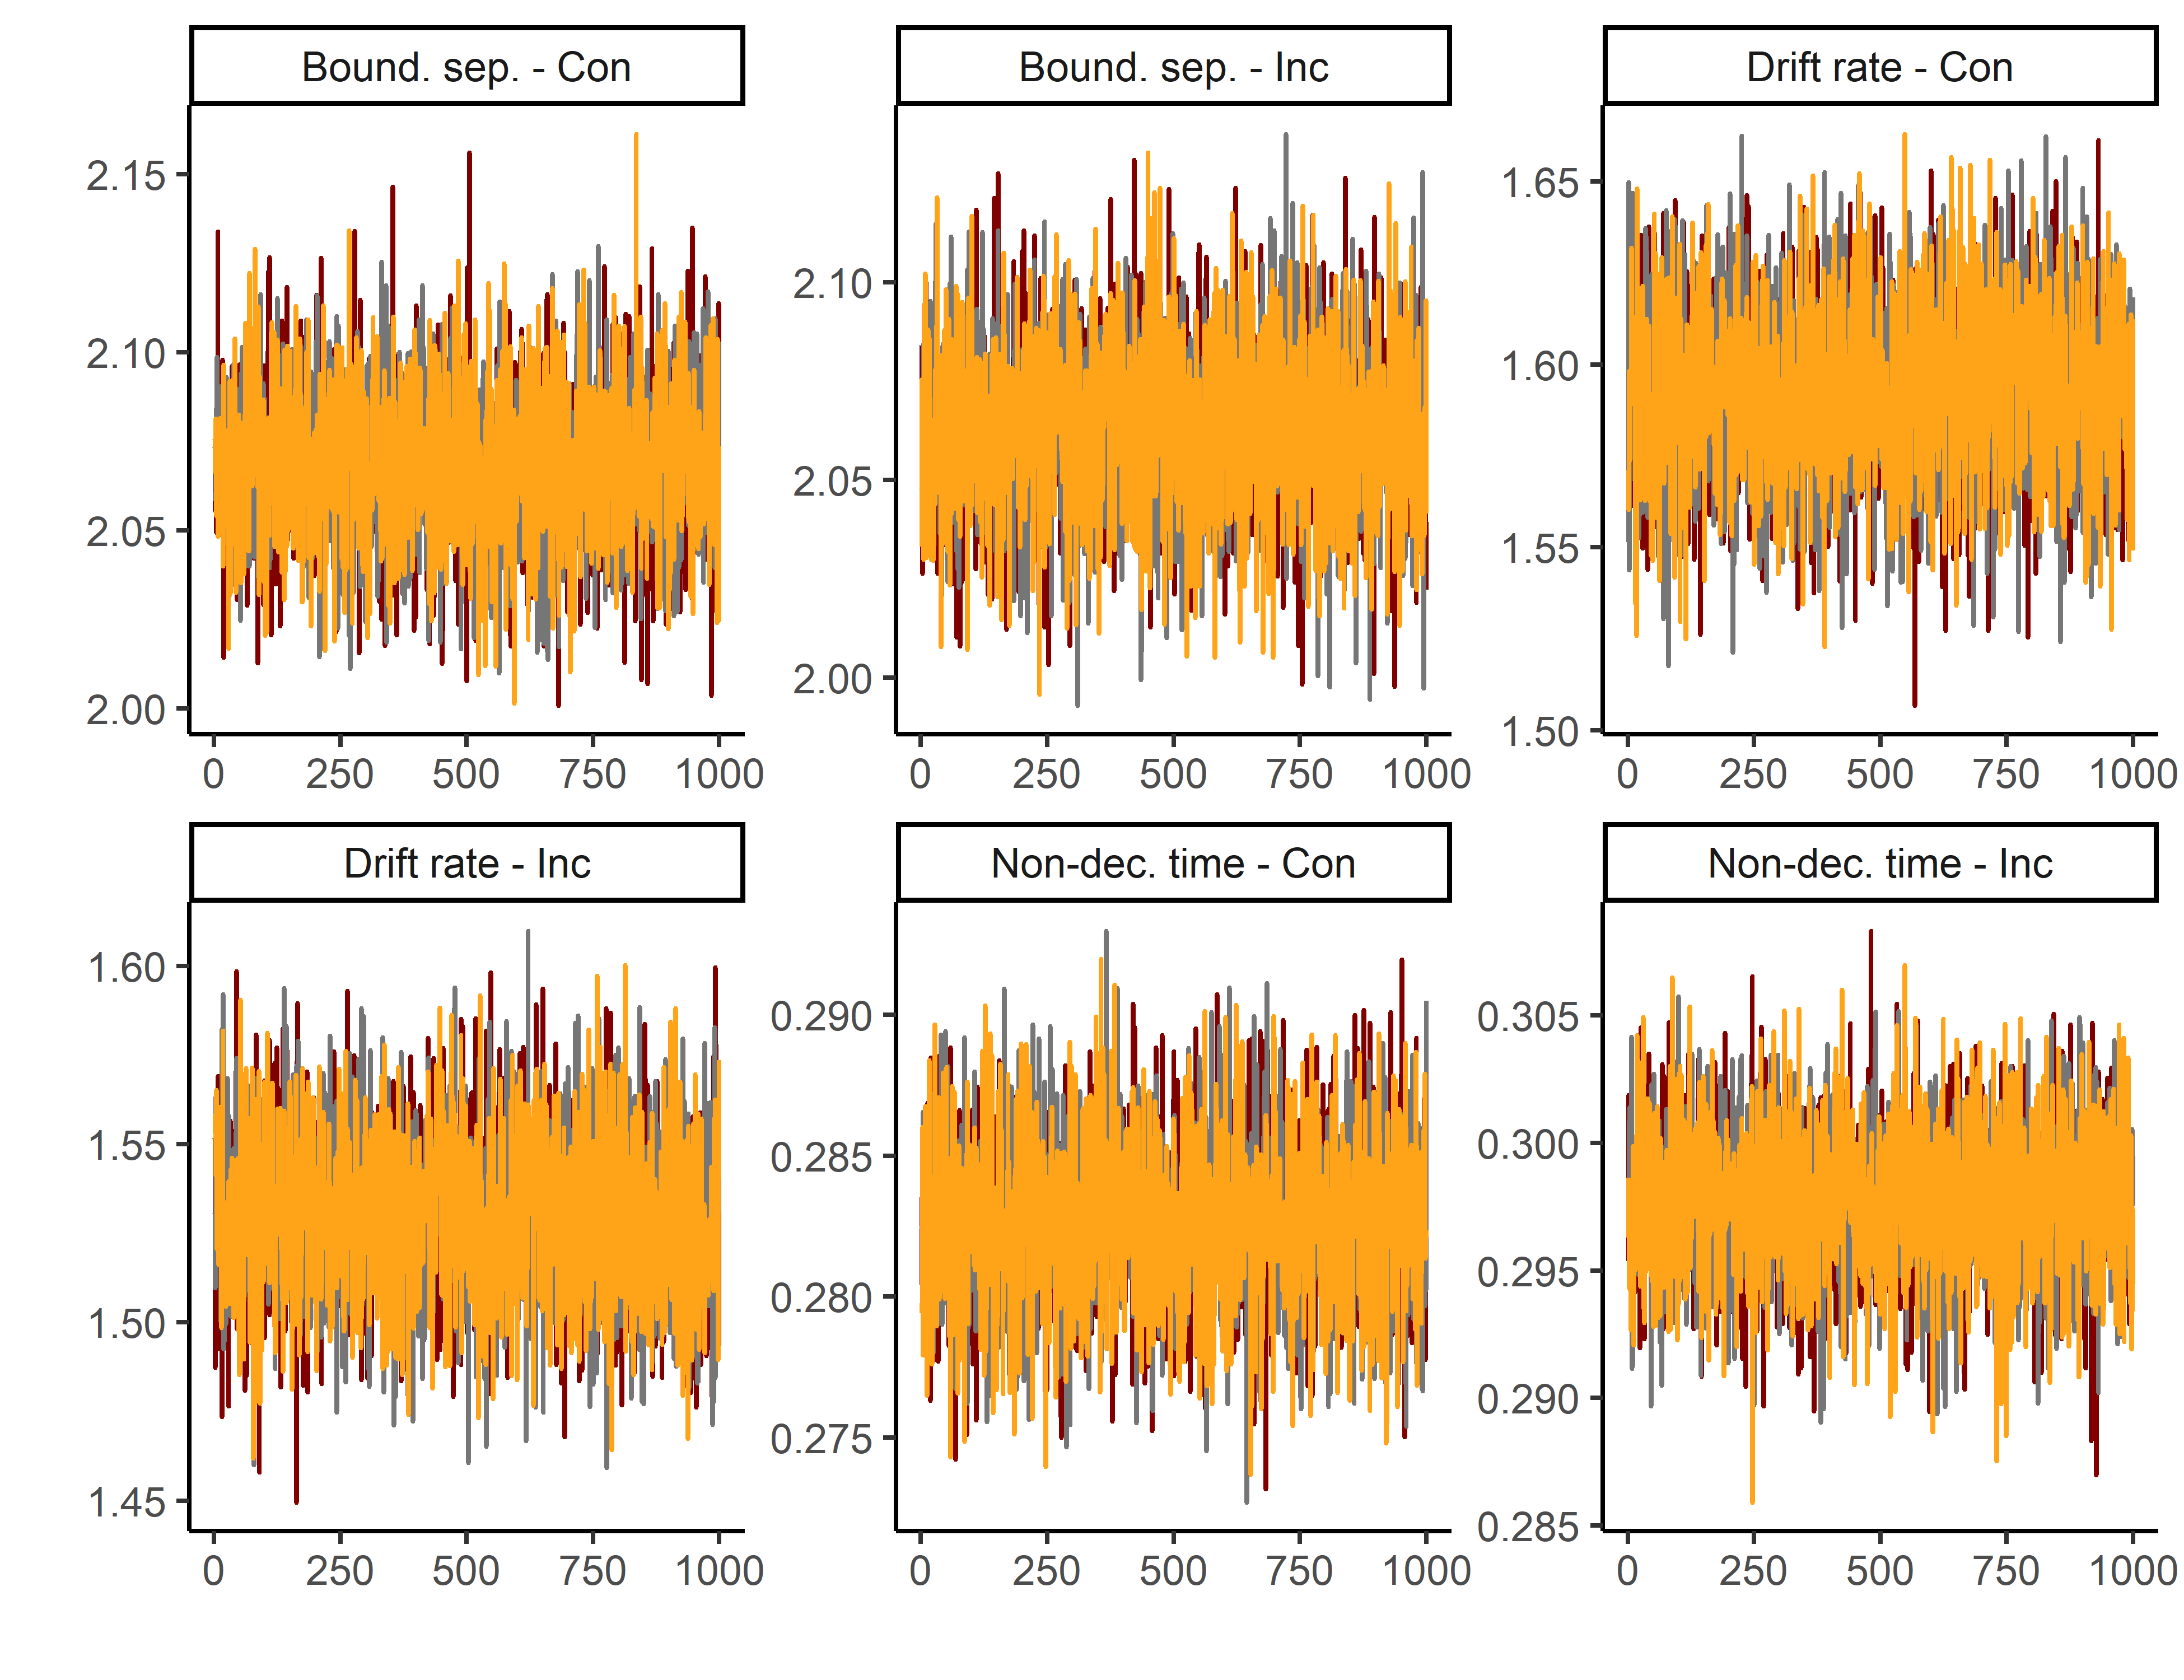 Bound. sep. - Con
Bound. sep. - Inc
Drift rate - Con
2.15
2.10
2.05
2.00
2.10
2.05
2.00
1.65
1.60
1.55
1.50
0 250 500 750 1000
0 250 500 750 1000
0 250 500 750 1000
Drift rate - Inc
Non-dec. time - Con
Non-dec. time - Inc
1.60
1.55
1.50
1.45
0.290
0.285
0.280
0.275
0.305
0.300
0.295
0.290
0.285
0 250 500 750 1000
0 250 500 750 1000
0 250 500 750 1000